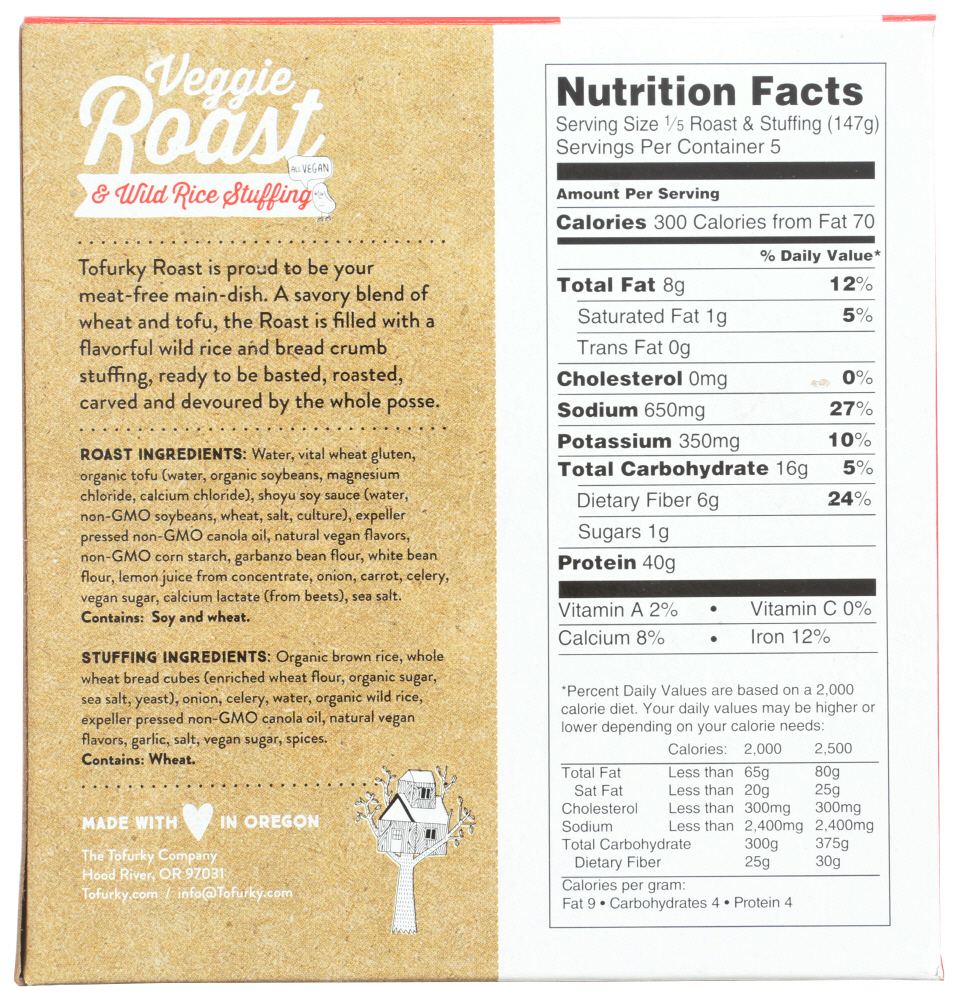 Veggie
Roast
ALL VEGAN
& Wild Rice Stuffing
Tofurky Roast is proud to be your
meat-free main-dish. A savory blend of
wheat and tofu, the Roast is filled with a
flavorful wild rice and bread crumb
stuffing, ready to be basted, roasted,
carved and devoured by the whole posse.
ROAST INGREDIENTS: Water, vital wheat gluten,
organic tofu (water, organic soybeans, magnesium
chloride, calcium chloride), shoyu soy sauce (water,
non-GMO soybeans, wheat, salt, culture), expeller
pressed non-GMO canola oil, natural vegan flavors,
non-GMO corn starch, garbanzo bean flour, white bean
flour, lemon juice from concentrate, onion, carrot, celery,
vegan sugar, calcium lactate (from beets), sea salt.
Contains: Soy and wheat.
STUFFING INGREDIENTS: Organic brown rice, whole
wheat bread cubes (enriched wheat flour, organic sugar,
sea salt, yeast), onion, celery, water, organic wild rice,
expeller pressed non-GMO canola oil, natural vegan
flavors, garlic, salt, vegan sugar, spices.
Contains: Wheat.
MADE WITH IN OREGON
The Tofurky Company
Hood River, OR 97031
Tofurky.com / info@Tofurky.com
Nutrition Facts
Serving Size 1/5 Roast & Stuffing (147g)
Servings Per Container 5
Amount Per Serving
Calories 300 Calories from Fat 70
% Daily Value*
Total Fat 8g 12%
Saturated Fat 1g 5%
Trans Fat 0g
Cholesterol 0mg 0%
Sodium 650mg 27%
Potassium 350mg 10%
Total Carbohydrate 16g 5%
Dietary Fiber 6g 24%
Sugars 1g
Protein 40g
Vitamin A 2% • Vitamin C 0%
Calcium 8% • Iron 12%
*Percent Daily Values are based on a 2,000
calorie diet. Your daily values may be higher or
lower depending on your calorie needs:
Calories: 2,000 2,500
Total Fat Less than 65g 80g
Sat Fat Less than 20g 25g
Cholesterol Less than 300mg 300mg
Sodium Less than 2,400mg 2,400mg
Total Carbohydrate 300g 375g
Dietary Fiber 25g 30g
Calories per gram:
Fat 9 • Carbohydrates 4 • Protein 4